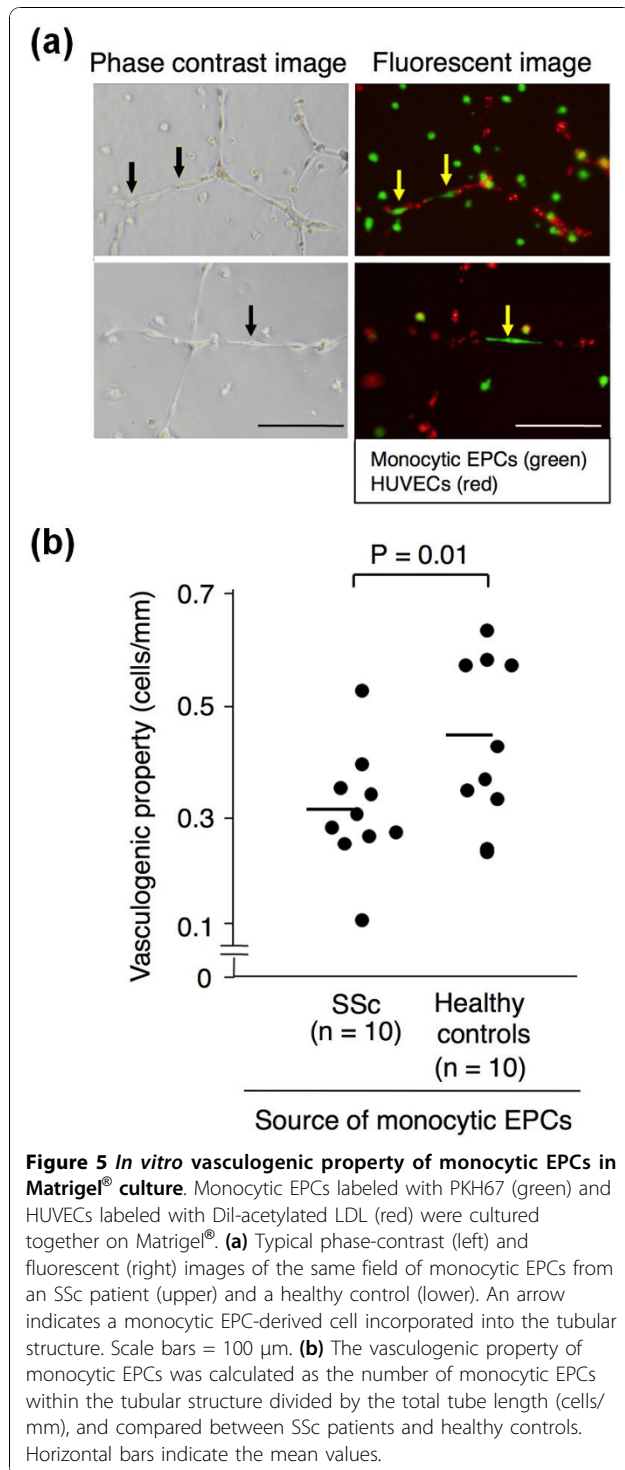 (a)
Phase contrast image Fluorescent image
Monocytic EPCs (green)
HUVECs (red)
(b)
P = 0.01
Vasculogenic property (cells/mm)
0.7
0.5
0.3
0.1
0
SSc
(n = 10)
Healthy
controls
(n = 10)
Source of monocytic EPCs
Figure 5 In vitro vasculogenic property of monocytic EPCs in
Matrigel® culture. Monocytic EPCs labeled with PKH67 (green) and
HUVECs labeled with DiI-acetylated LDL (red) were cultured
together on Matrigel®. (a) Typical phase-contrast (left) and
fluorescent (right) images of the same field of monocytic EPCs from
an SSc patient (upper) and a healthy control (lower). An arrow
indicates a monocytic EPC-derived cell incorporated into the tubular
structure. Scale bars = 100 μm. (b) The vasculogenic property of
monocytic EPCs was calculated as the number of monocytic EPCs
within the tubular structure divided by the total tube length (cells/
mm), and compared between SSc patients and healthy controls.
Horizontal bars indicate the mean values.